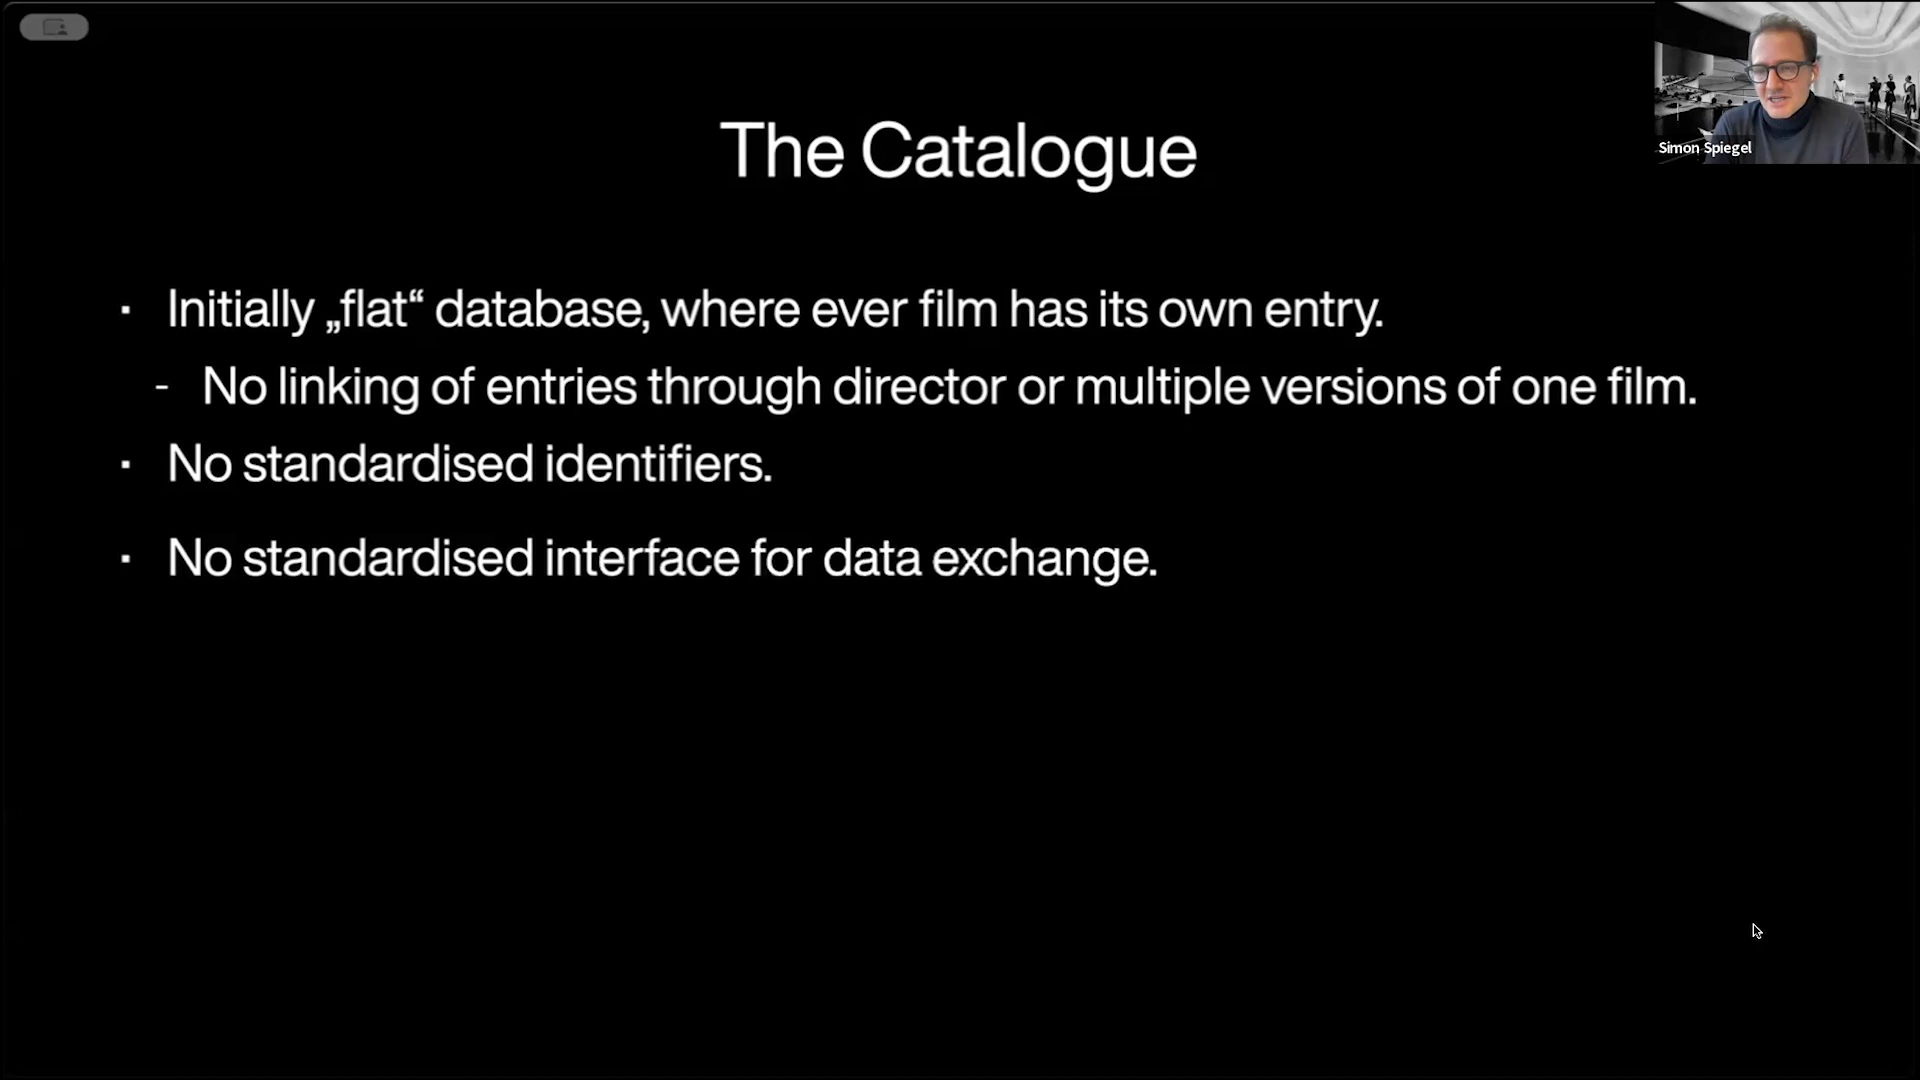 Simon Spiegel
The Catalogue
· Initially „flat“ database, where ever film has its own entry.
- No linking of entries through director or multiple versions of one film.
· No standardised identifiers.
· No standardised interface for data exchange.